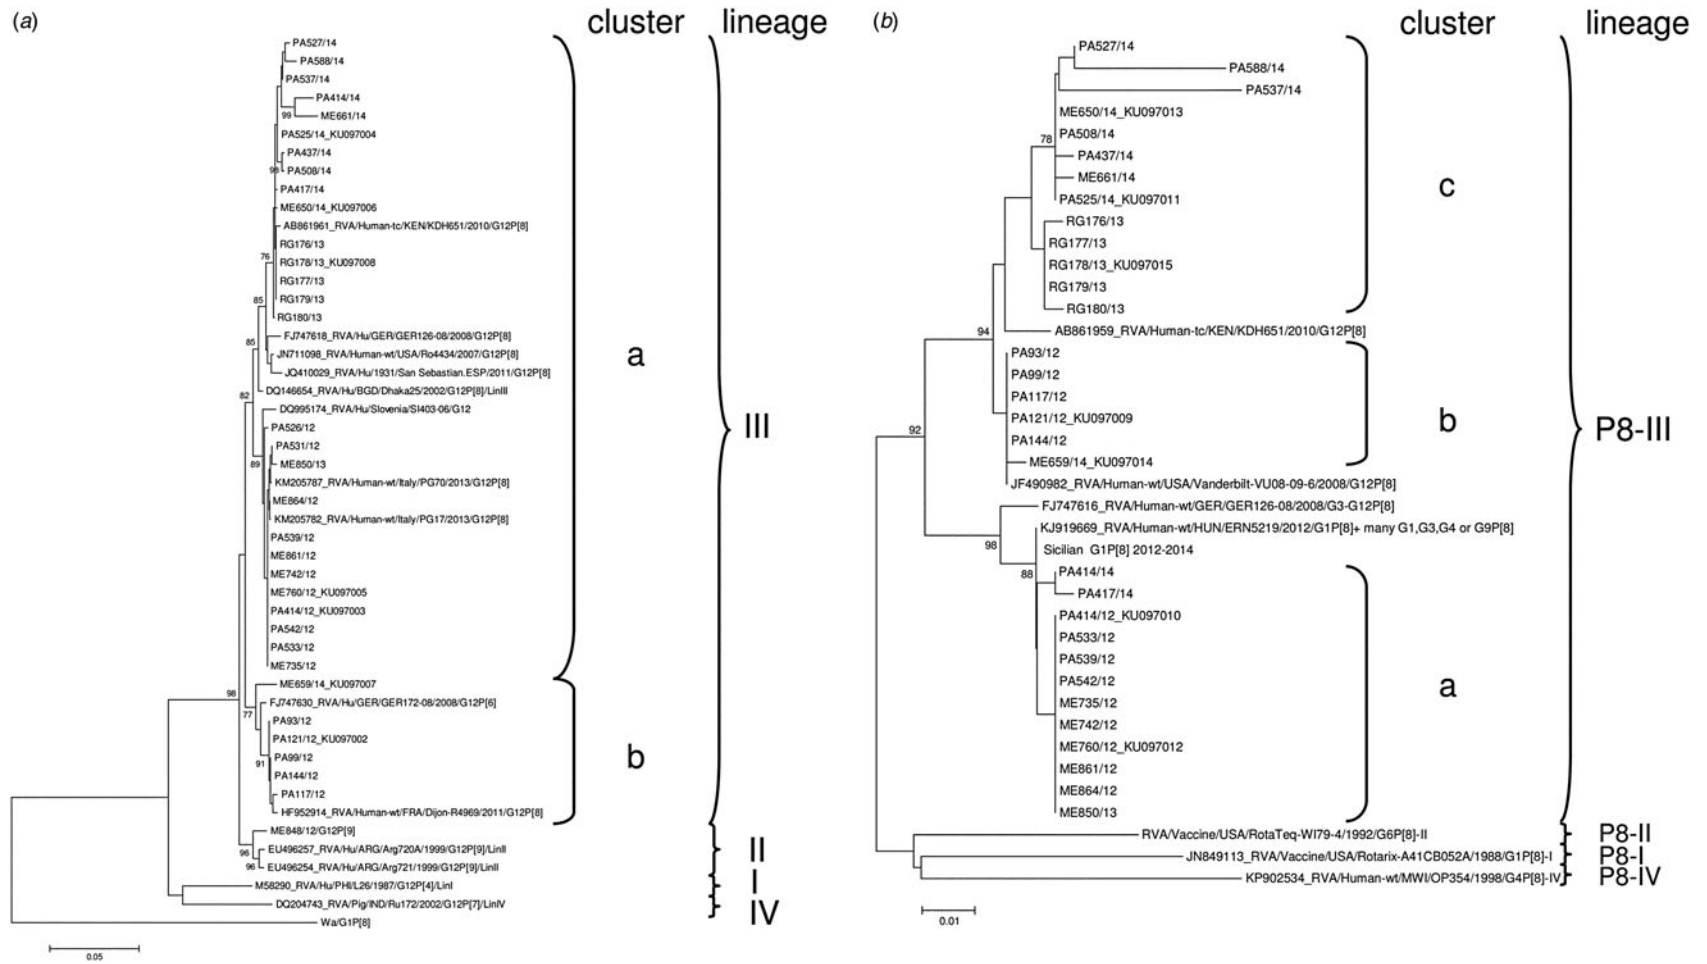 (a)
cluster lineage
PA527/14
PA588/14
PA537/14
PA414/14
99
ME661/14
PA525/14_KU097004
PA437/14
PA508/14
PA417/14
ME650/14_KU097006
AB861961_RVA/Human-tc/KEN/KDH651/2010/G12P[8]
RG176/13
76
RG178/13_KU097008
RG177/13
RG179/13
85
RG180/13
FJ747618_RVA/Hu/GER/GER126-08/2008/G12P[8]
85
JN711098_RVA/Human-wt/USA/Ro4434/2007/G12P[8]
a
JQ410029_RVA/Hu/1931/San Sebastian.ESP/2011/G12P[8]
DQ146654_RVA/Hu/BGD/Dhaka25/2002/G12P[8]/LinIII
82
DQ995174_RVA/Hu/Slovenia/SI403-06/G12
PA526/12
III
PA531/12
89
ME850/13
KM205787_RVA/Human-wt/Italy/PG70/2013/G12P[8]
ME864/12
KM205782_RVA/Human-wt/Italy/PG17/2013/G12P[8]
PA539/12
ME861/12
ME742/12
ME760/12_KU097005
PA414/12_KU097003
PA542/12
PA533/12
ME735/12
98
ME659/14_KU097007
FJ747630_RVA/Hu/GER/GER172-08/2008/G12P[6]
77
PA93/12
PA121/12_KU097002
PA99/12
b
91
PA144/12
PA117/12
HF952914_RVA/Human-wt/FRA/Dijon-R4969/2011/G12P[8]
ME848/12/G12P[9]
96
EU496257_RVA/Hu/ARG/Arg720A/1999/G12P[9]/LinII
II
96
EU496254_RVA/Hu/ARG/Arg721/1999/G12P[9]/LinII
M58290_RVA/Hu/PHI/L26/1987/G12P[4]/LinI
I
DQ204743_RVA/Pig/IND/Ru172/2002/G12P[7]/LinIV
IV
Wa/G1P[8]
0.05
(b)
cluster lineage
PA527/14
PA588/14
PA537/14
ME650/14_KU097013
78
PA508/14
PA437/14
ME661/14
c
PA525/14_KU097011
RG176/13
RG177/13
RG178/13_KU097015
RG179/13
RG180/13
94
AB861959_RVA/Human-tc/KEN/KDH651/2010/G12P[8]
PA93/12
PA99/12
PA117/12
PA121/12_KU097009
b
92
P8-III
PA144/12
ME659/14_KU097014
JF490982_RVA/Human-wt/USA/Vanderbilt-VU08-09-6/2008/G12P[8]
FJ747616_RVA/Human-wt/GER/GER126-08/2008/G3-G12P[8]
KJ919669_RVA/Human-wt/HUN/ERN5219/2012/G1P[8]+ many G1,G3,G4 or G9P[8]
98
Sicilian G1P[8] 2012-2014
88
PA414/14
PA417/14
PA414/12_KU097010
PA533/12
PA539/12
PA542/12
a
ME735/12
ME742/12
ME760/12_KU097012
ME861/12
ME864/12
ME850/13
RVA/Vaccine/USA/RotaTeq-WI79-4/1992/G6P[8]-II
P8-II
JN849113_RVA/Vaccine/USA/Rotarix-A41CB052A/1988/G1P[8]-I
P8-I
KP902534_RVA/Human-wt/MWI/OP354/1998/G4P[8]-IV
P8-IV
0.01